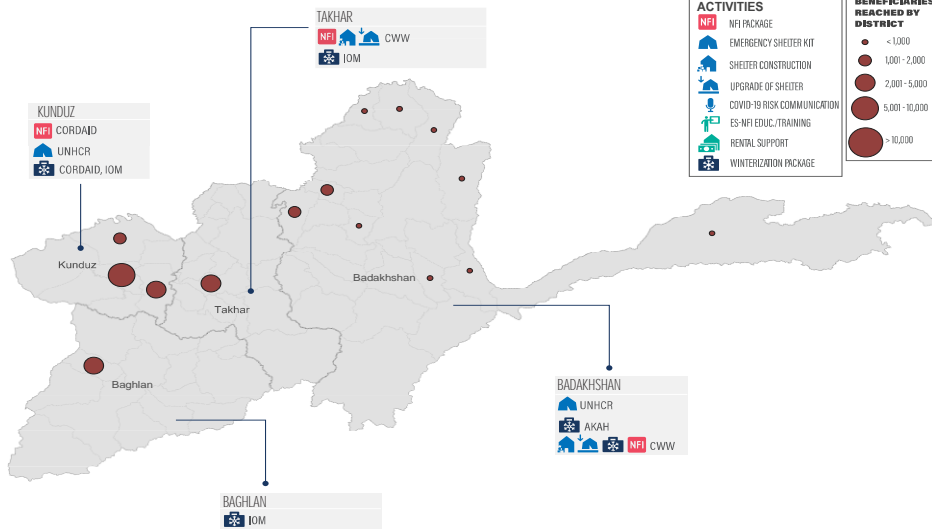 TAKHAR
NFI CWW
IOM
KUNDUZ
NFI CORDAID
UNHCR
CORDAID, IOM
ACTIVITIES
NFI NFI PACKAGE
EMERGENCY SHELTER KIT
SHELTER CONSTRUCTION
UPGRADE OF SHELTER
COVID-19 RISK COMMUNICATION
ES-NFI EDUC./TRAINING
RENTAL SUPPORT
WINTERIZATION PACKAGE
BENEFICIARIES
REACHED BY
DISTRICT
< 1,000
1,001 - 2,000
2,001 - 5,000
5,001 - 10,000
> 10,000
Kunduz
Takhar
Badakhshan
Baghlan
BADAKHSHAN
UNHCR
AKAH
NFI CWW
BAGHLAN
IOM